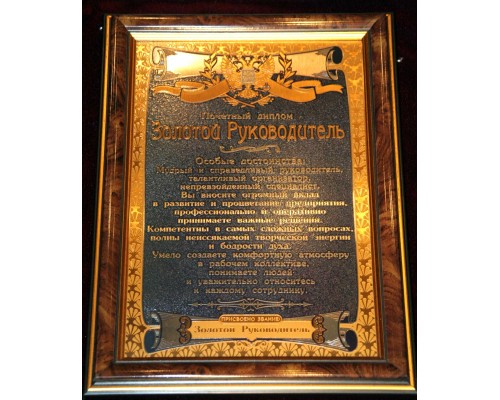 Почетный диплом
Золотой Руководитель
Особые достоинства:
Мудрый и справедливый руководитель,
талантливый организатор,
непревзойденный специалист.
Вы вносите огромный вклад
в развитие и процветание предприятия,
профессионально и оперативно
принимаете важные решения.
Компетентны в самых сложных вопросах,
полны неиссякаемой творческой энергии
и бодрости духа.
Умело создаете комфортную атмосферу
в рабочем коллективе,
понимаете людей
и уважительно относитесь
к каждому сотруднику.
ПРИСВОЕНО ЗВАНИЕ
Золотой Руководитель